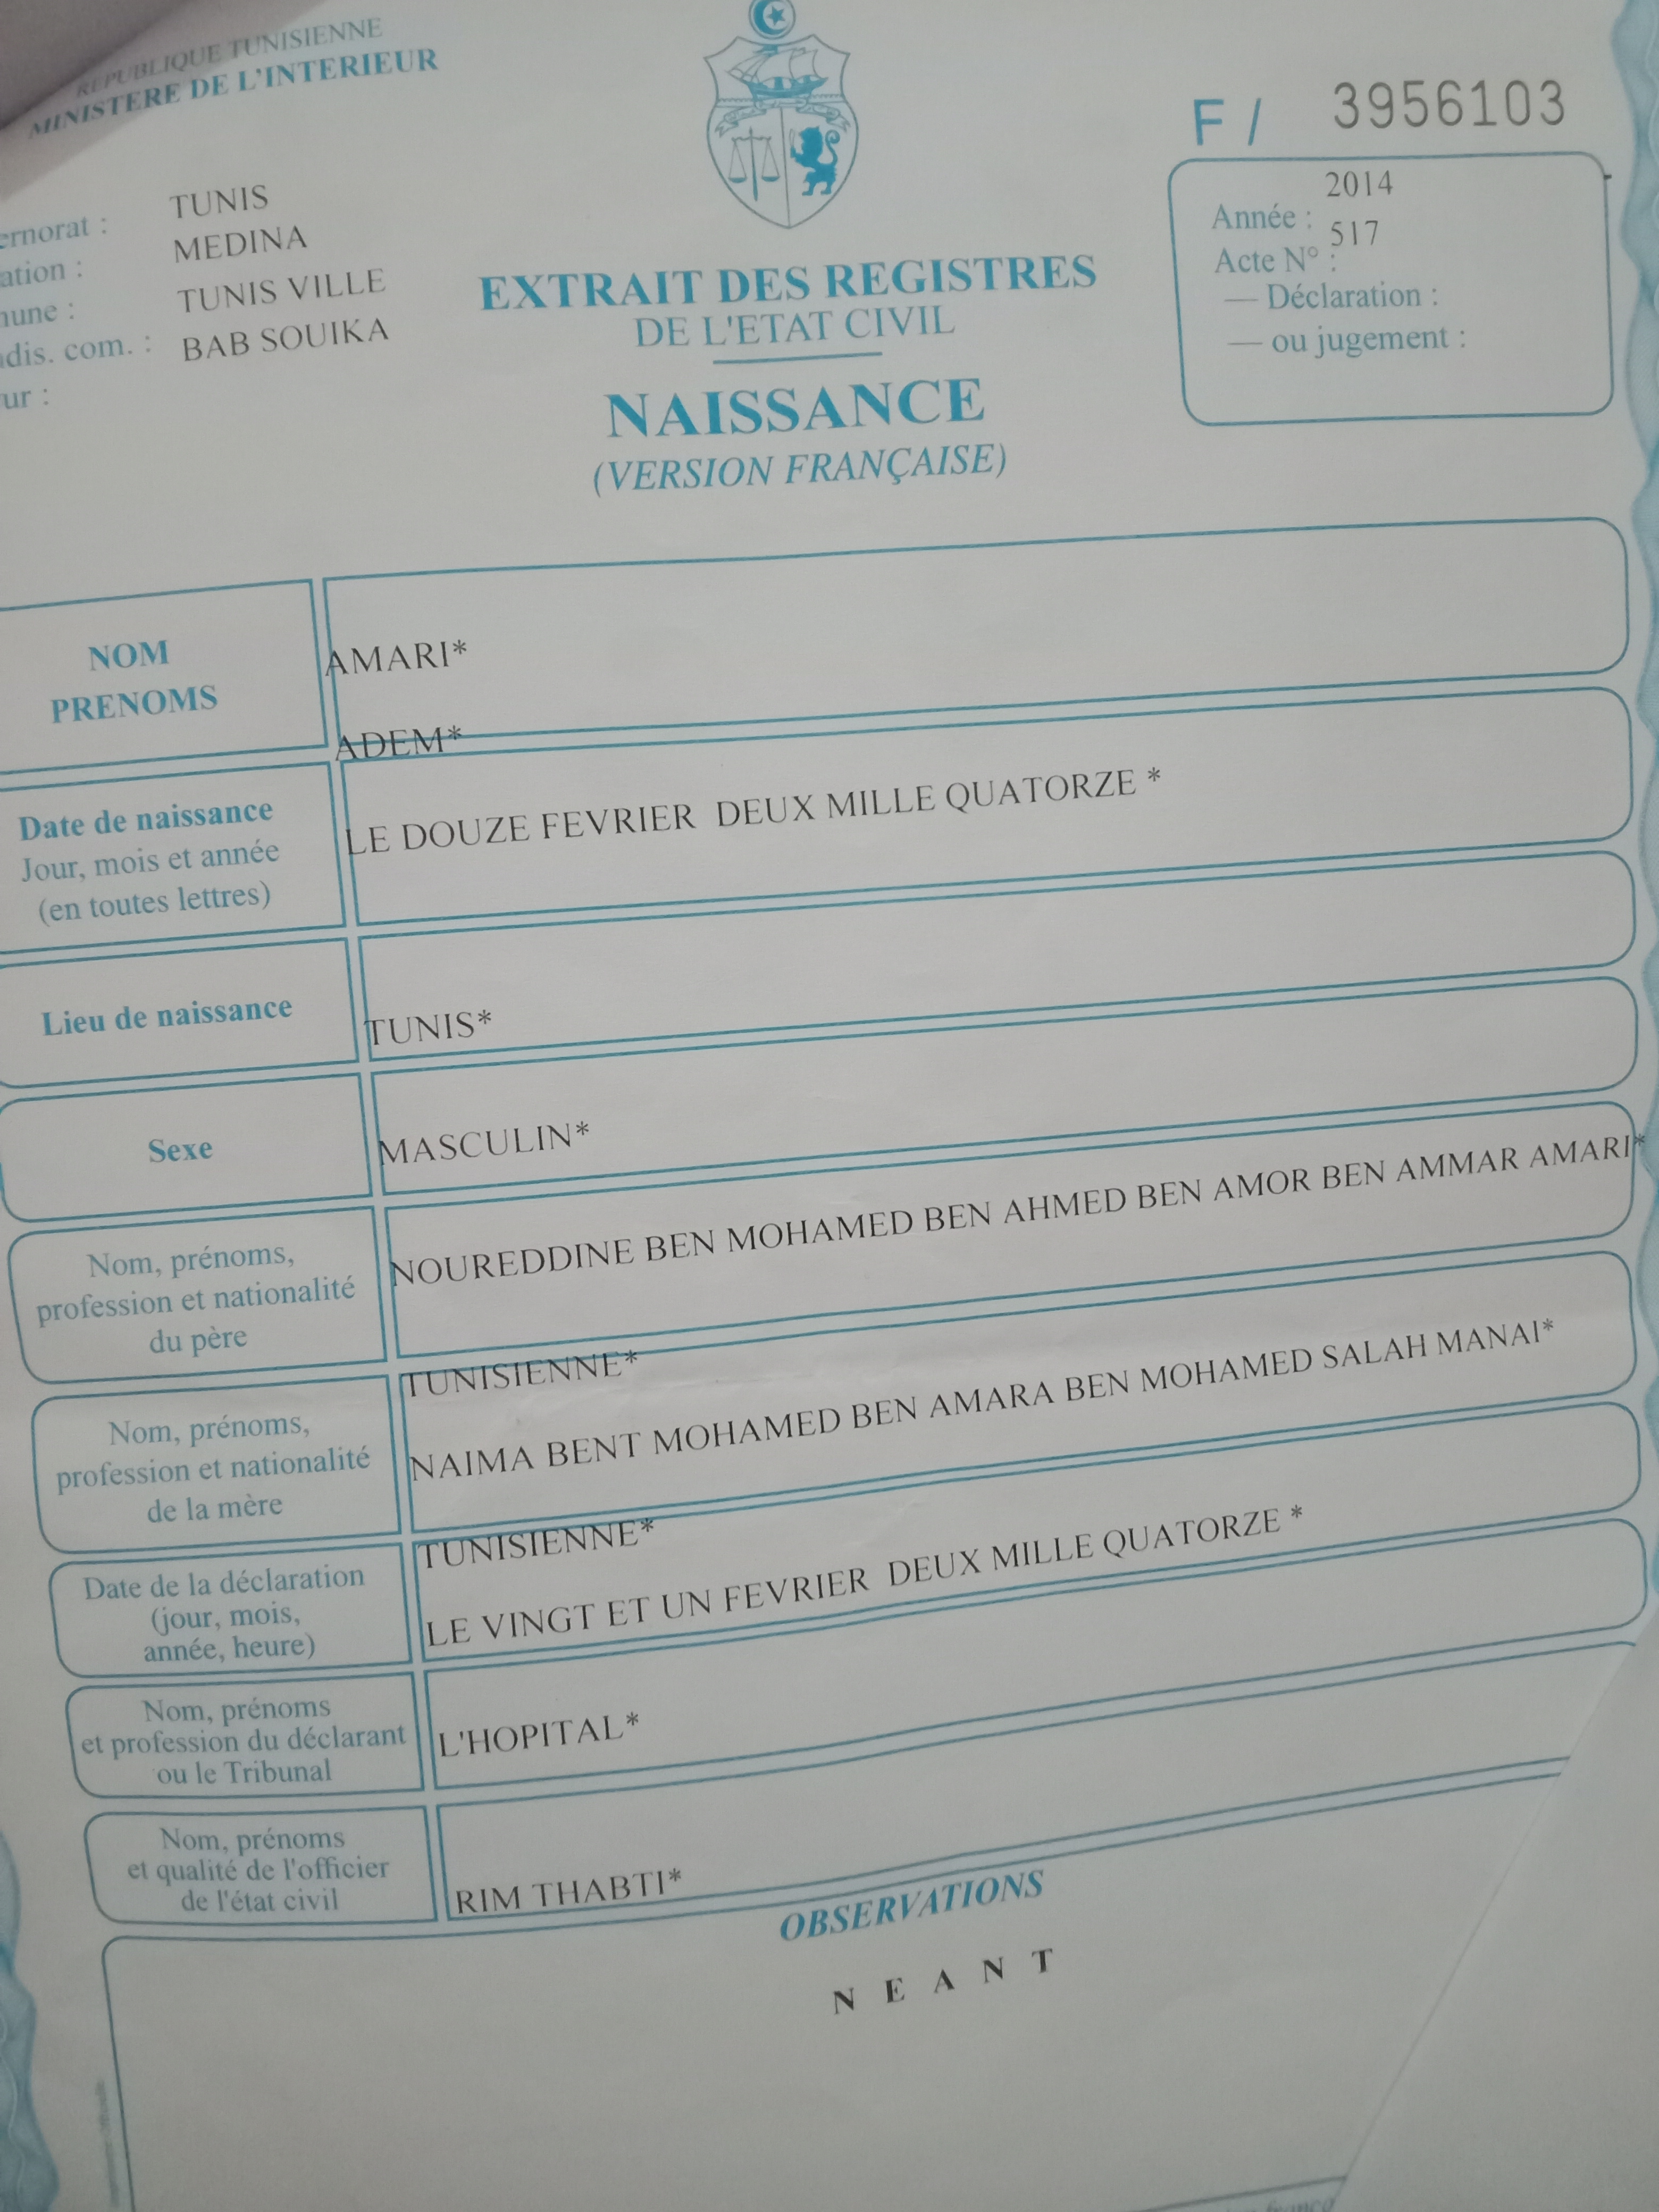 REPUBLIQUE TUNISIENNE
MINISTERE DE L'INTERIEUR
F / 3956103
ernorat : TUNIS
ation : MEDINA
mune : TUNIS VILLE
dis. com. : BAB SOUIKA
ur :
2014
Année :
517
Acte N° :
— Déclaration :
— ou jugement :
EXTRAIT DES REGISTRES
DE L'ETAT CIVIL
NAISSANCE
(VERSION FRANÇAISE)
NOM
PRENOMS
AMARI*
ADEM*
Date de naissance
Jour, mois et année
(en toutes lettres)
LE DOUZE FEVRIER DEUX MILLE QUATORZE *
Lieu de naissance
TUNIS*
Sexe
MASCULIN*
Nom, prénoms,
profession et nationalité
du père
NOUREDDINE BEN MOHAMED BEN AHMED BEN AMOR BEN AMMAR AMARI*
TUNISIENNE*
Nom, prénoms,
profession et nationalité
de la mère
NAIMA BENT MOHAMED BEN AMARA BEN MOHAMED SALAH MANAI*
TUNISIENNE*
Date de la déclaration
(jour, mois,
année, heure)
LE VINGT ET UN FEVRIER DEUX MILLE QUATORZE *
Nom, prénoms
et profession du déclarant
ou le Tribunal
L'HOPITAL*
Nom, prénoms
et qualité de l'officier
de l'état civil
RIM THABTI*
OBSERVATIONS
N E A N T